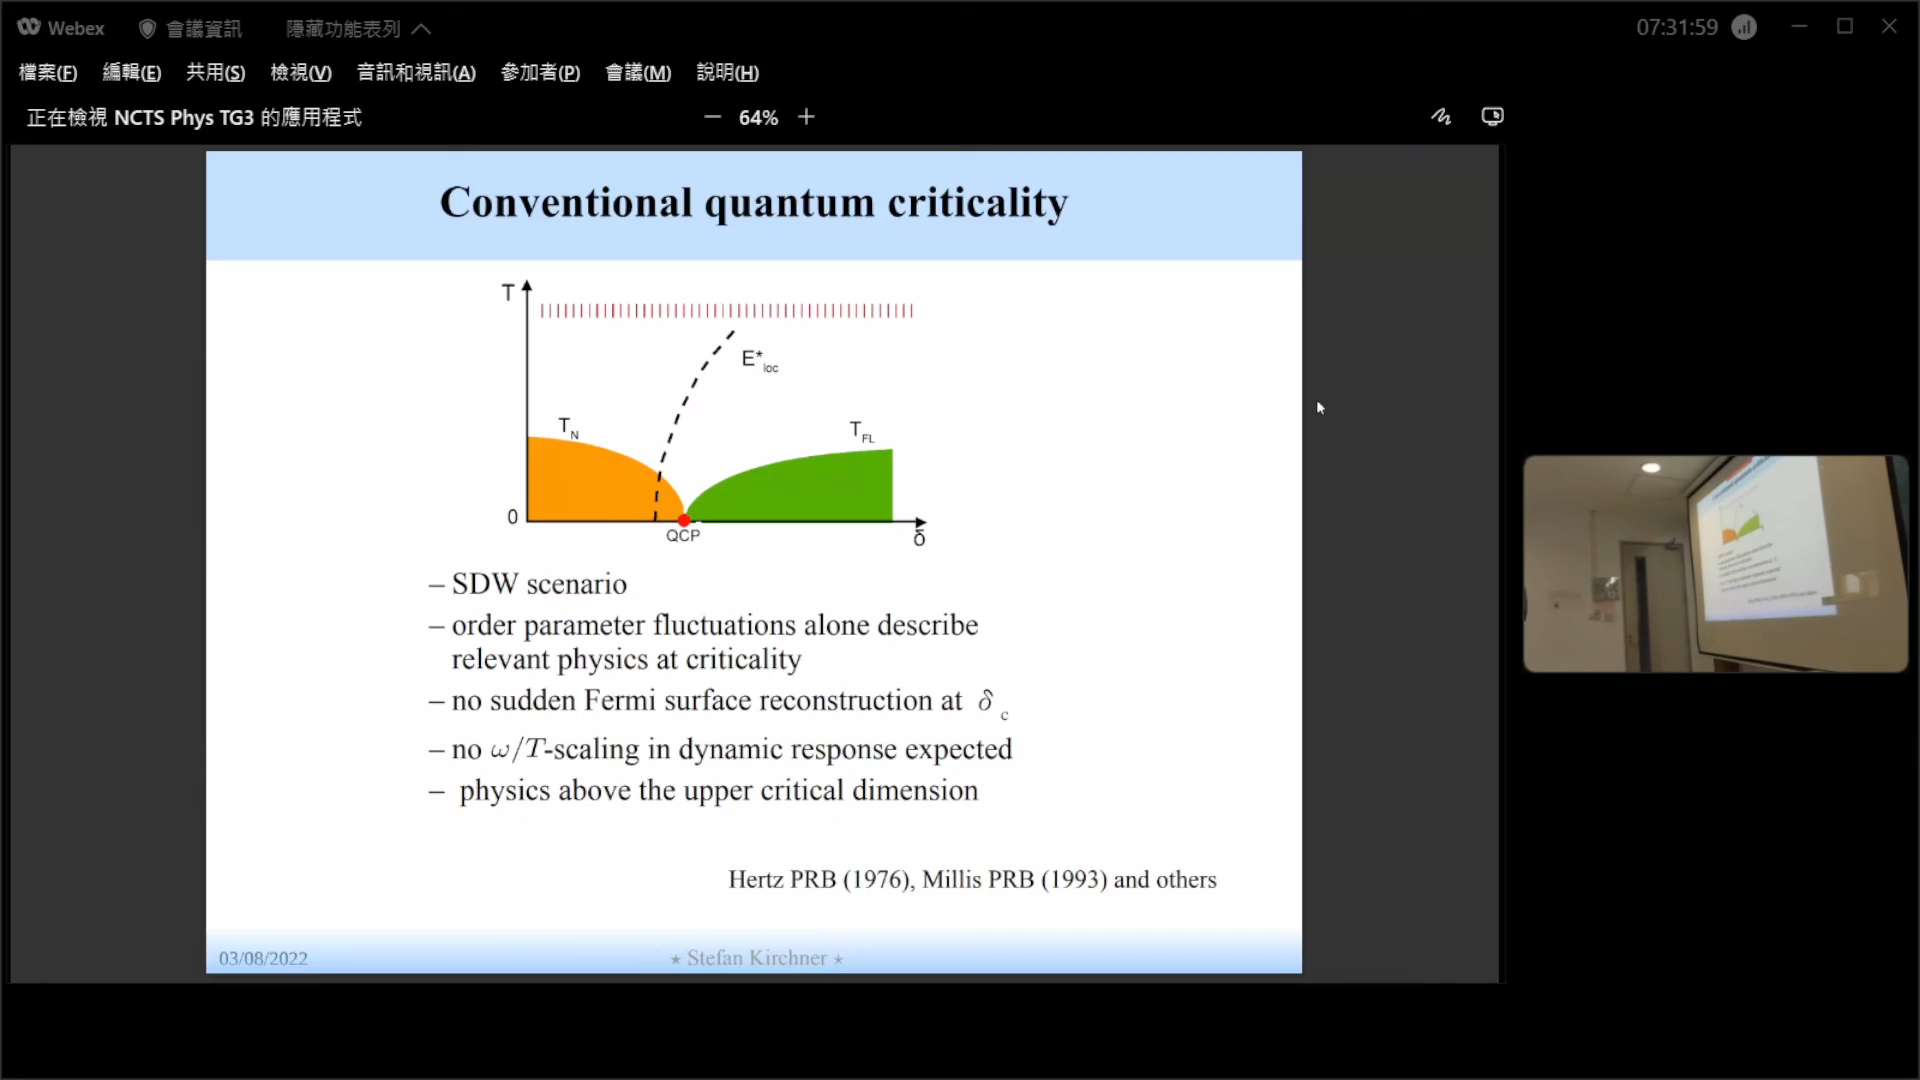 Webex 會議資訊 隱藏功能表列 07:31:59
檔案(F) 編輯(E) 共用(S) 檢視(V) 音訊和視訊(A) 參加者(P) 會議(M) 說明(H)
正在檢視 NCTS Phys TG3 的應用程式 — 64% +
Conventional quantum criticality
T
E*loc
TN
TFL
0
QCP
δ
– SDW scenario
– order parameter fluctuations alone describe
relevant physics at criticality
– no sudden Fermi surface reconstruction at δc
– no ω/T-scaling in dynamic response expected
– physics above the upper critical dimension
Hertz PRB (1976), Millis PRB (1993) and others
03/08/2022 ⋆ Stefan Kirchner ⋆